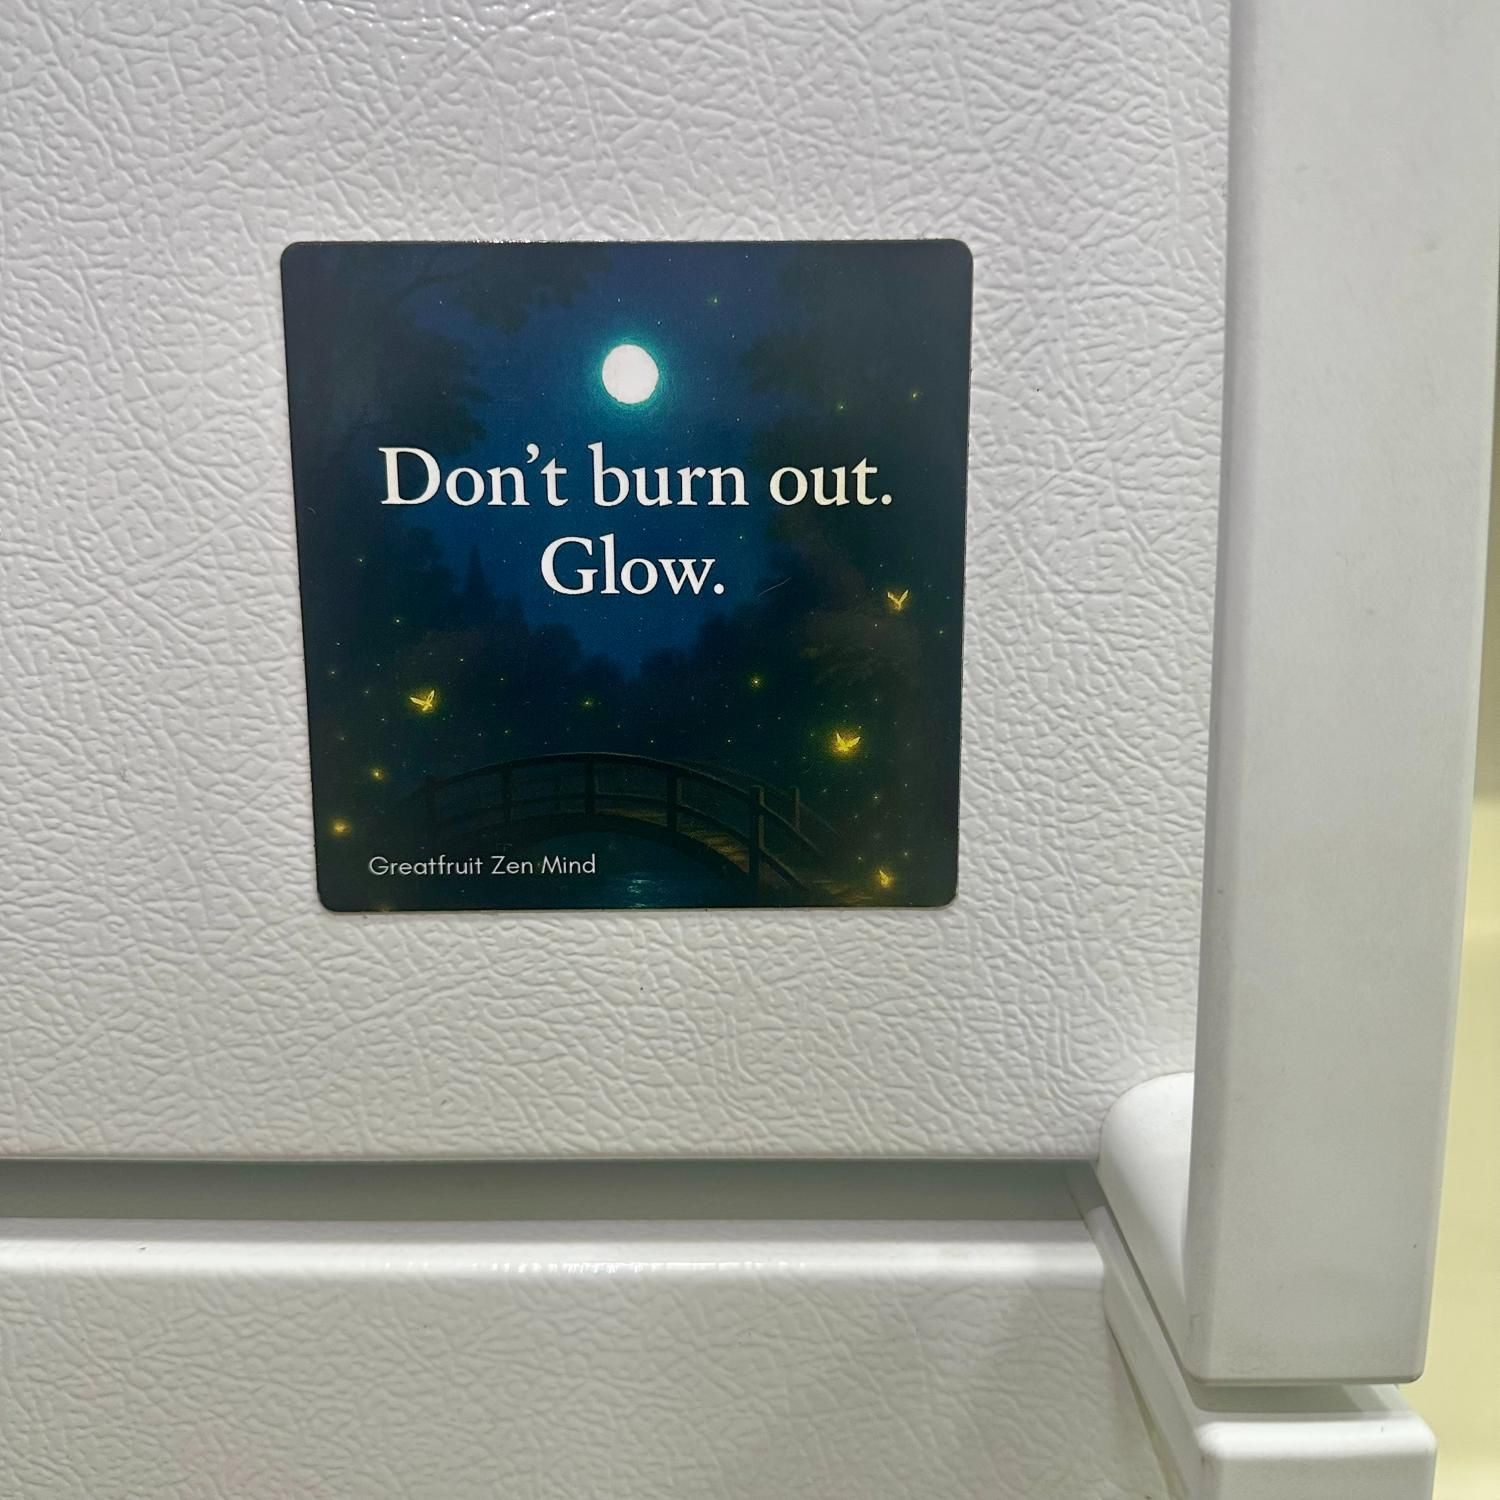 Don’t burn out.
Glow.
Greatfruit Zen Mind